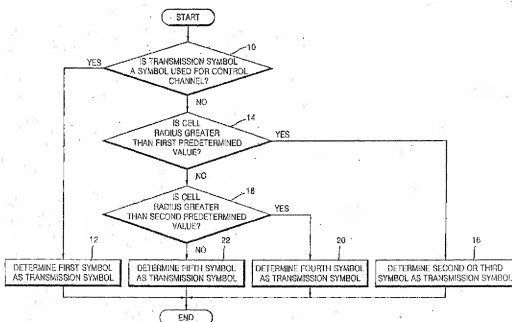 START
10
IS TRANSMISSION SYMBOL
A SYMBOL USED FOR CONTROL
CHANNEL?
YES
NO
14
IS CELL
RADIUS GREATER
THAN FIRST PREDETERMINED
VALUE?
YES
NO
18
IS CELL
RADIUS GREATER
THAN SECOND PREDETERMINED
VALUE?
YES
NO
12
DETERMINE FIRST SYMBOL
AS TRANSMISSION SYMBOL
22
DETERMINE FIFTH SYMBOL
AS TRANSMISSION SYMBOL
20
DETERMINE FOURTH SYMBOL
AS TRANSMISSION SYMBOL
16
DETERMINE SECOND OR THIRD
SYMBOL AS TRANSMISSION SYMBOL
END